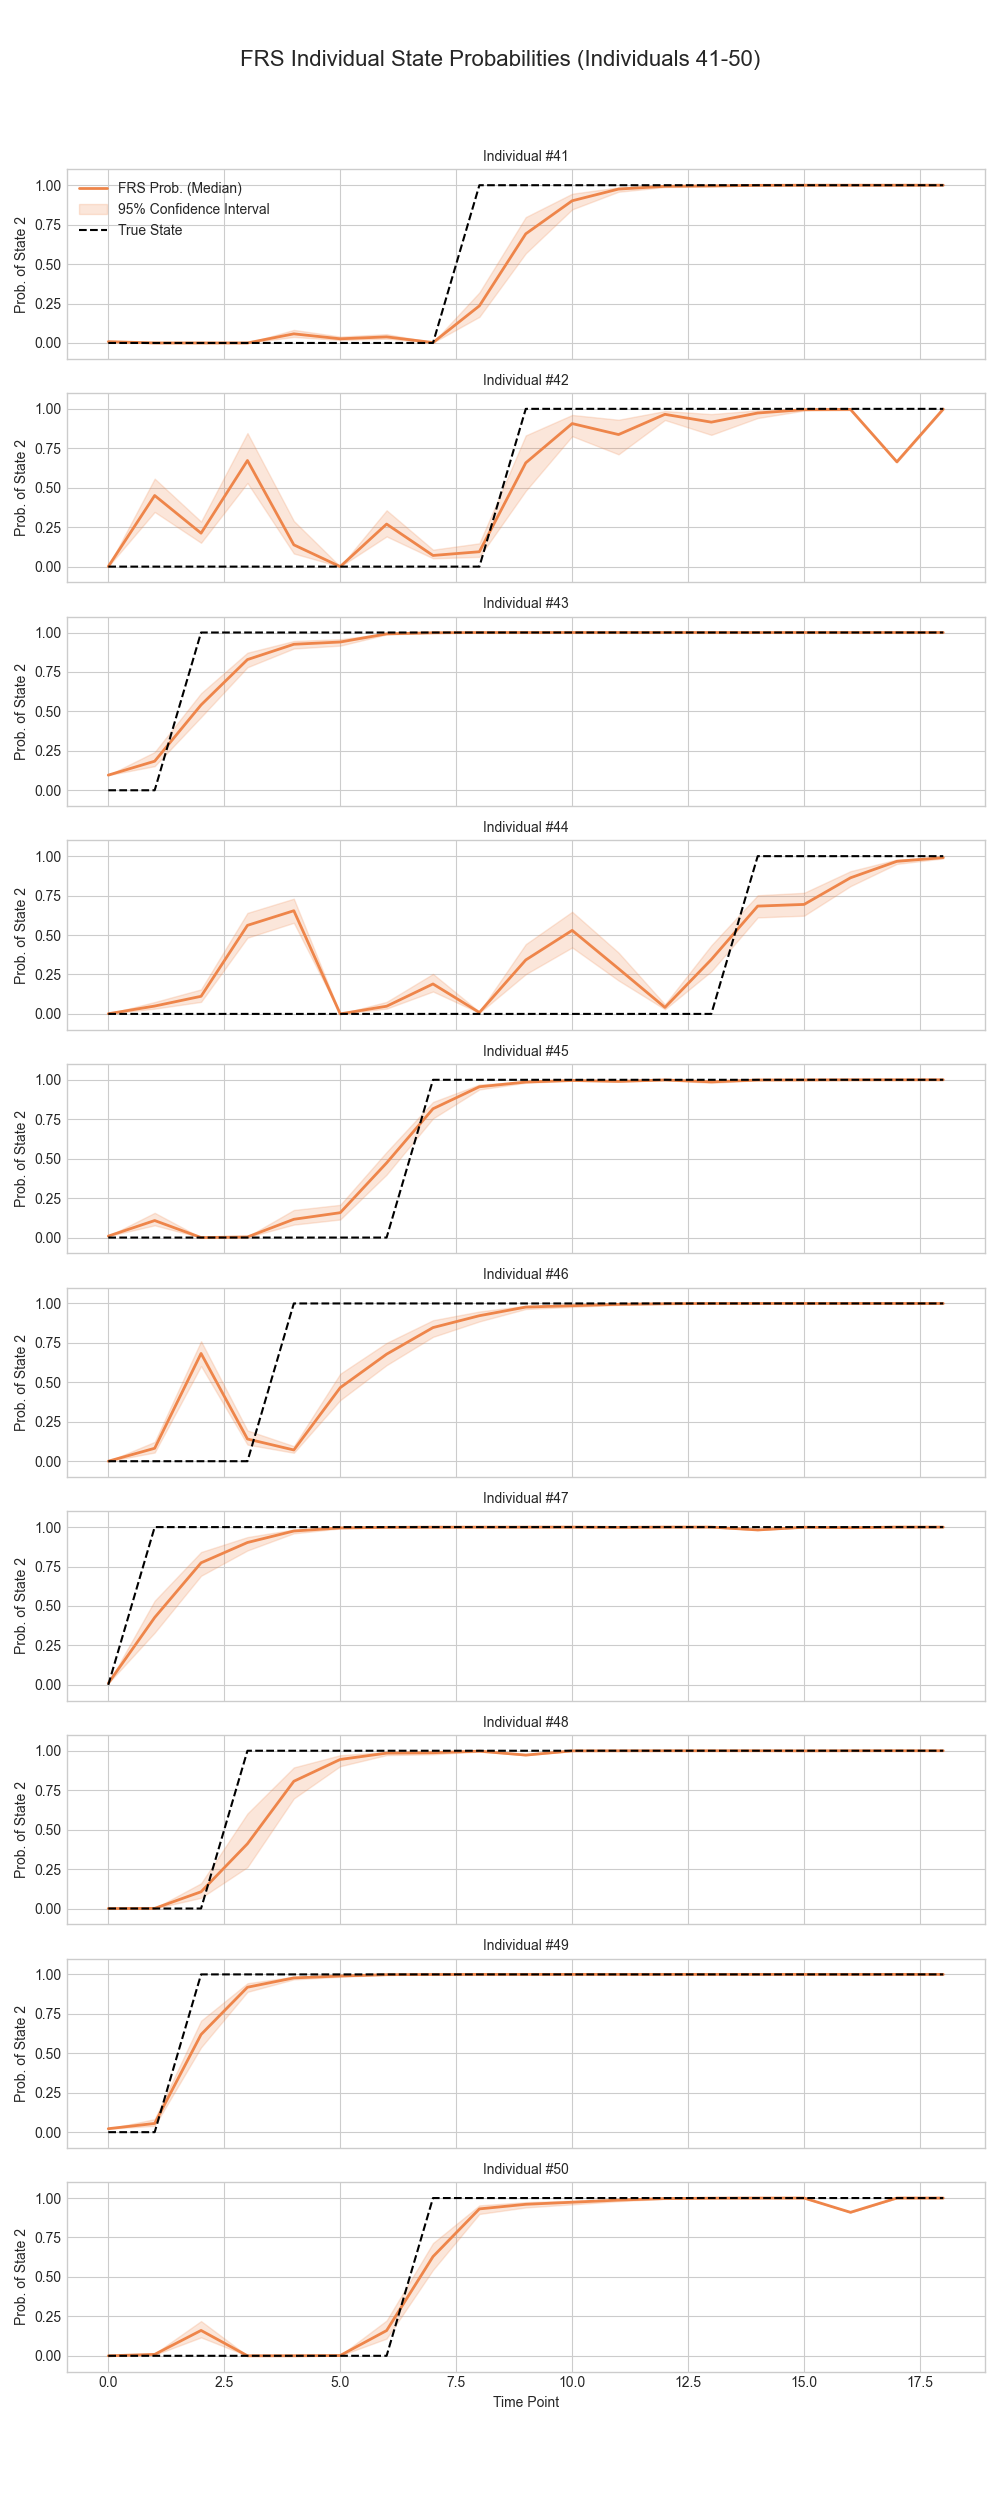 FRS Individual State Probabilities (Individuals 41-50)
Individual #41
1.00
0.75
0.50
0.25
0.00
Prob. of State 2
FRS Prob. (Median)
95% Confidence Interval
True State
Individual #42
1.00
0.75
0.50
0.25
0.00
Prob. of State 2
Individual #43
1.00
0.75
0.50
0.25
0.00
Prob. of State 2
Individual #44
1.00
0.75
0.50
0.25
0.00
Prob. of State 2
Individual #45
1.00
0.75
0.50
0.25
0.00
Prob. of State 2
Individual #46
1.00
0.75
0.50
0.25
0.00
Prob. of State 2
Individual #47
1.00
0.75
0.50
0.25
0.00
Prob. of State 2
Individual #48
1.00
0.75
0.50
0.25
0.00
Prob. of State 2
Individual #49
1.00
0.75
0.50
0.25
0.00
Prob. of State 2
Individual #50
1.00
0.75
0.50
0.25
0.00
Prob. of State 2
0.0 2.5 5.0 7.5 10.0 12.5 15.0 17.5
Time Point